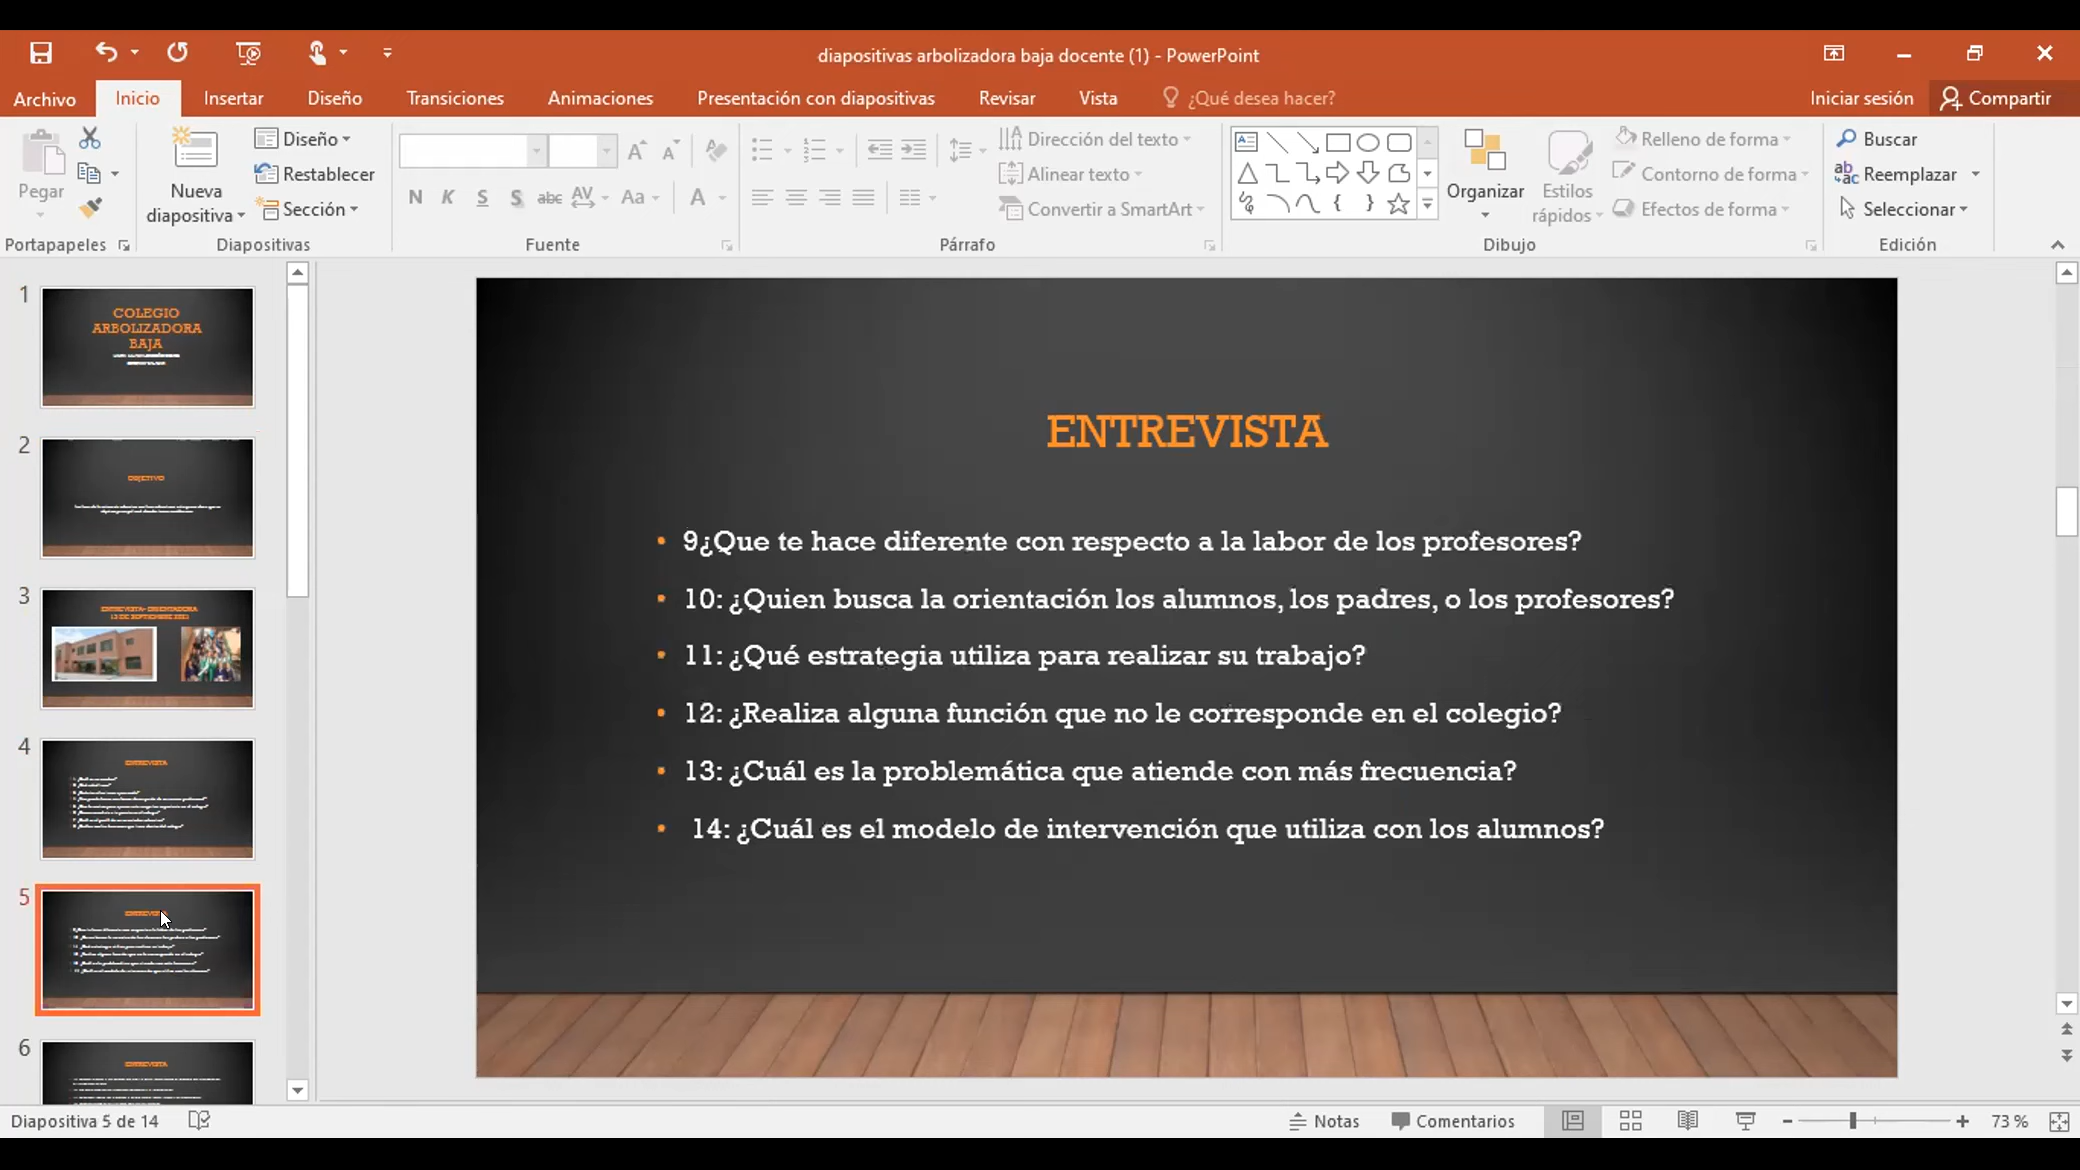 diapositivas arbolizadora baja docente (1) - PowerPoint
Archivo
Inicio
Insertar
Diseño
Transiciones
Animaciones
Presentación con diapositivas
Revisar
Vista
¿Qué desea hacer?
Iniciar sesión
Compartir
Pegar
Portapapeles
Nueva
diapositiva
Diseño
Restablecer
Sección
Diapositivas
N K S S abc AV Aa A
Fuente
Dirección del texto
Alinear texto
Convertir a SmartArt
Párrafo
Organizar
Estilos
rápidos
Relleno de forma
Contorno de forma
Efectos de forma
Dibujo
Buscar
Reemplazar
Seleccionar
Edición
1
COLEGIO
ARBOLIZADORA
BAJA
2
OBJETIVO
3
ENTREVISTA- ORIENTADORA
4
ENTREVISTA
5
ENTREVISTA
6
ENTREVISTA
ENTREVISTA
• 9¿Que te hace diferente con respecto a la labor de los profesores?
• 10: ¿Quien busca la orientación los alumnos, los padres, o los profesores?
• 11: ¿Qué estrategia utiliza para realizar su trabajo?
• 12: ¿Realiza alguna función que no le corresponde en el colegio?
• 13: ¿Cuál es la problemática que atiende con más frecuencia?
• 14: ¿Cuál es el modelo de intervención que utiliza con los alumnos?
Diapositiva 5 de 14
Notas
Comentarios
73 %